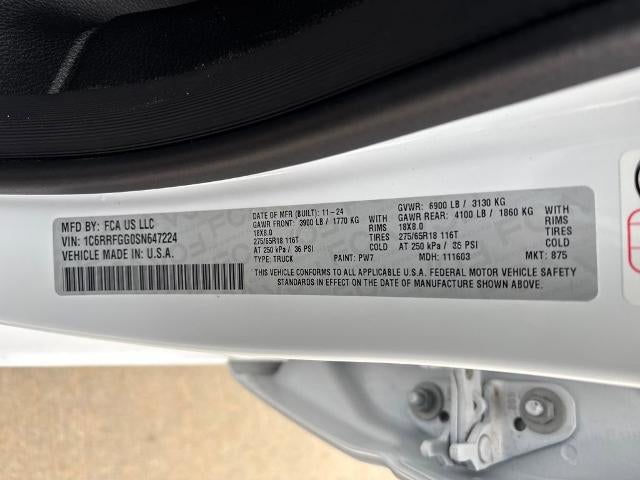 MFD BY: FCA US LLC
VIN: 1C6RRFGG0SN647224
VEHICLE MADE IN U.S.A.
DATE OF MFR (BUILT): 11-24
GAWR FRONT: 3900 LB / 1770 KG
18X8.0
275/65R18 116T
AT 250 kPa / 36 PSI
TYPE: TRUCK
PAINT: PW7
WITH
RIMS
TIRES
COLD
GVWR: 6900 LB / 3130 KG
GAWR REAR: 4100 LB / 1860 KG
18X8.0
275/65R18 116T
AT 250 kPa / 36 PSI
MDH: 111603
WITH
RIMS
TIRES
COLD
MKT: 875
THIS VEHICLE CONFORMS TO ALL APPLICABLE U.S.A. FEDERAL MOTOR VEHICLE SAFETY
STANDARDS IN EFFECT ON THE DATE OF MANUFACTURE SHOWN ABOVE.